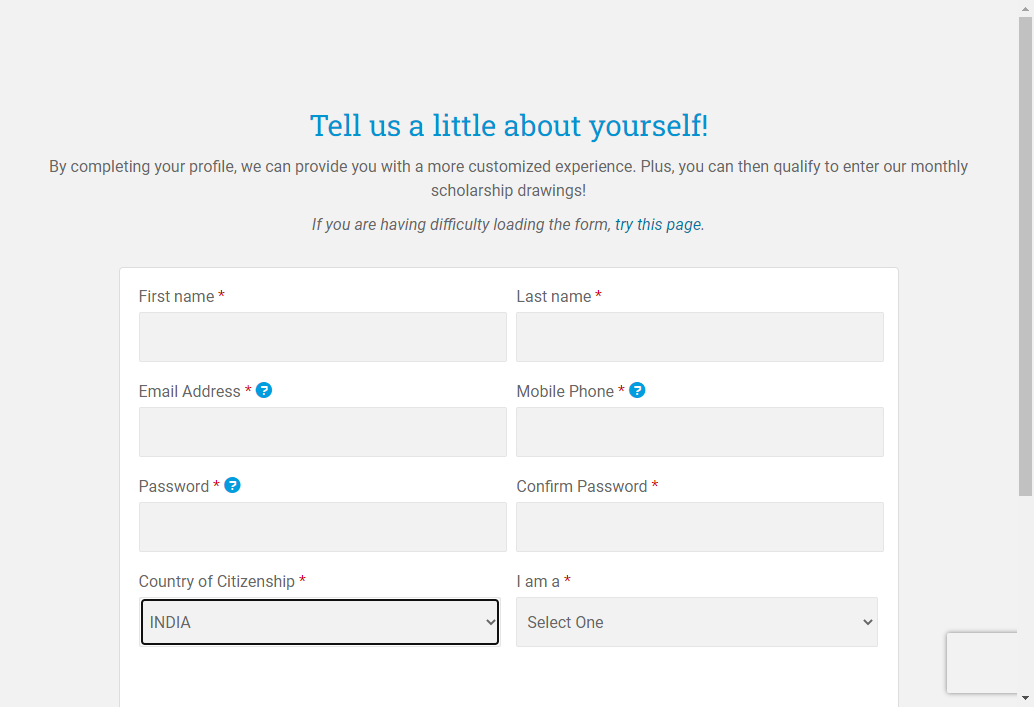 Tell us a little about yourself!
By completing your profile, we can provide you with a more customized experience. Plus, you can then qualify to enter our monthly
scholarship drawings!
If you are having difficulty loading the form, try this page.
First name *
Last name *
Email Address * ?
Mobile Phone * ?
Password * ?
Confirm Password *
Country of Citizenship *
I am a *
INDIA
Select One